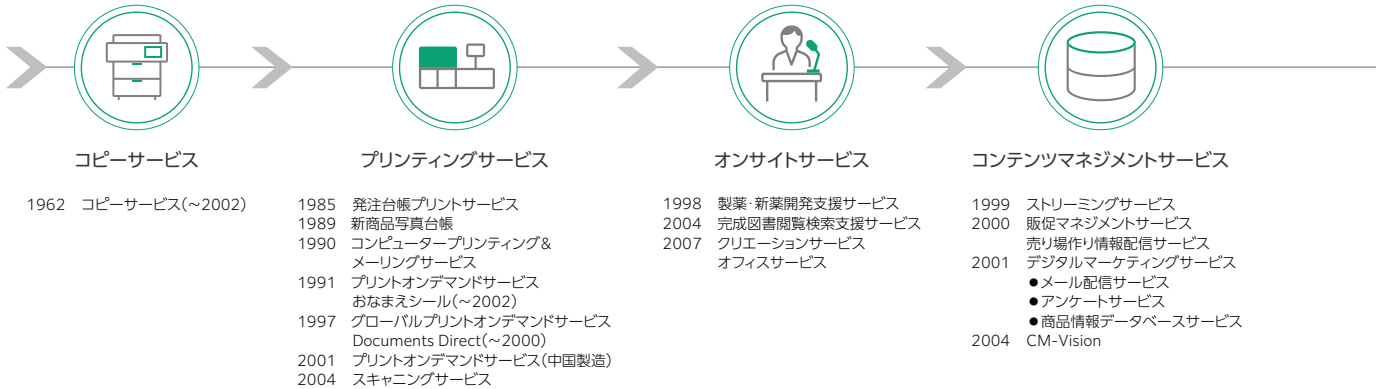 コピーサービス
1962 コピーサービス(~2002)
プリンティングサービス
1985 発注台帳プリントサービス
1989 新商品写真台帳
1990 コンピュータープリンティング&
メーリングサービス
1991 プリントオンデマンドサービス
おなまえシール(~2002)
1997 グローバルプリントオンデマンドサービス
Documents Direct(~2000)
2001 プリントオンデマンドサービス(中国製造)
2004 スキャニングサービス
オンサイトサービス
1998 製薬・新薬開発支援サービス
2004 完成図書閲覧検索支援サービス
2007 クリエーションサービス
オフィスサービス
コンテンツマネジメントサービス
1999 ストリーミングサービス
2000 販促マネジメントサービス
売り場作り情報配信サービス
2001 デジタルマーケティングサービス
●メール配信サービス
●アンケートサービス
●商品情報データベースサービス
2004 CM-Vision